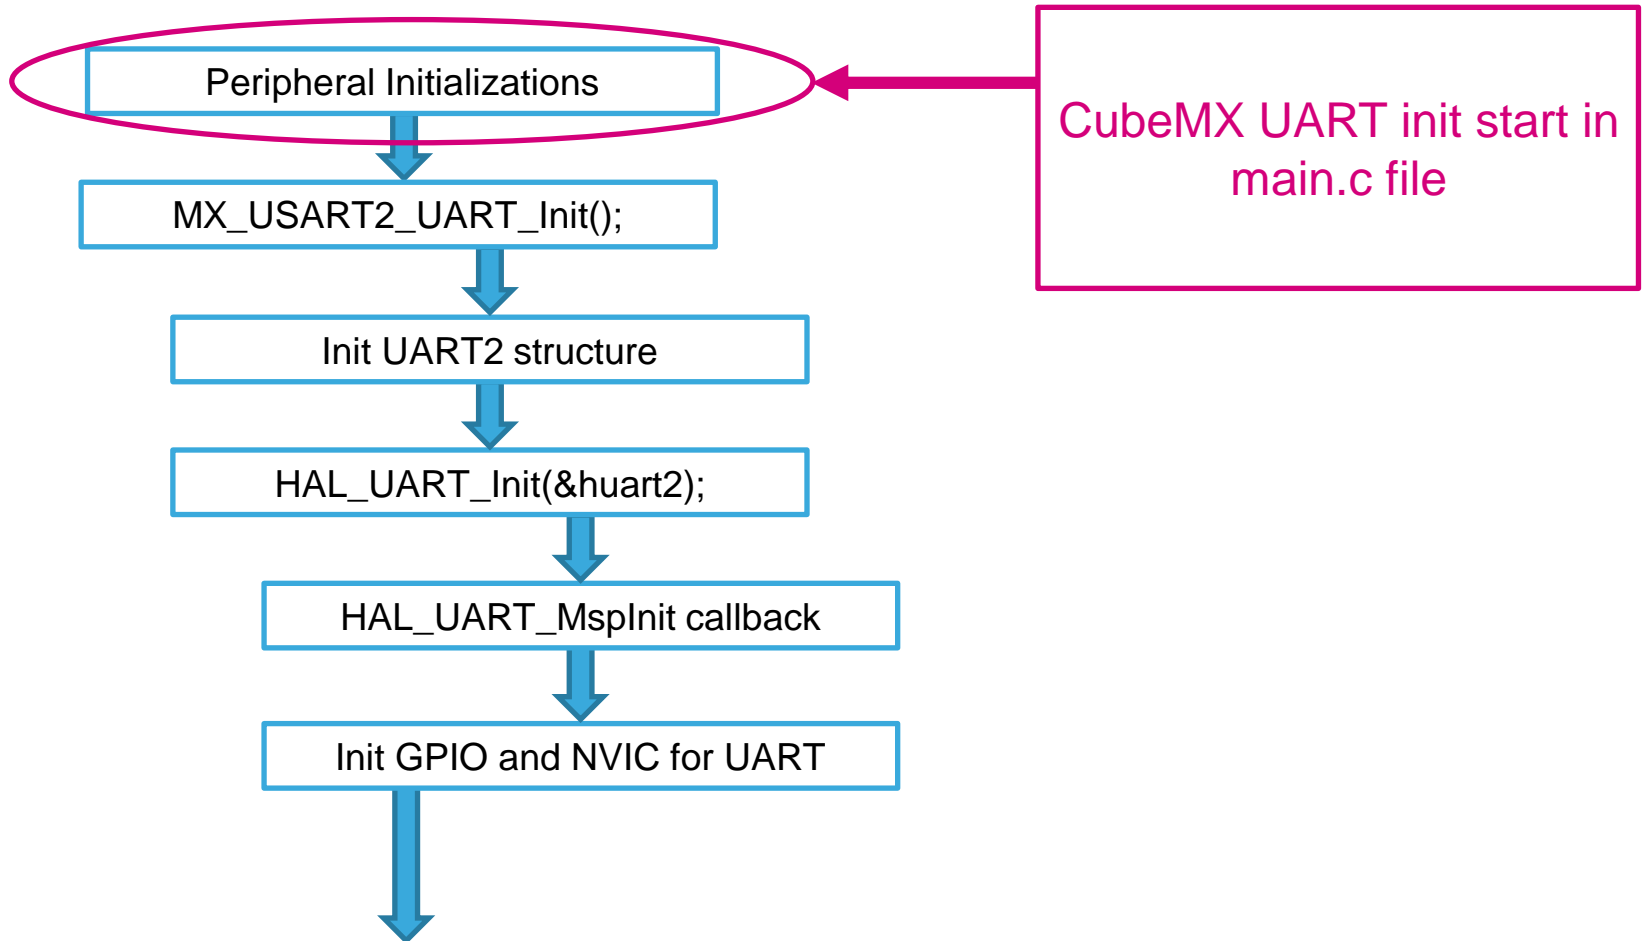 Peripheral Initializations
CubeMX UART init start in
main.c file
MX_USART2_UART_Init();
Init UART2 structure
HAL_UART_Init(&huart2);
HAL_UART_MspInit callback
Init GPIO and NVIC for UART